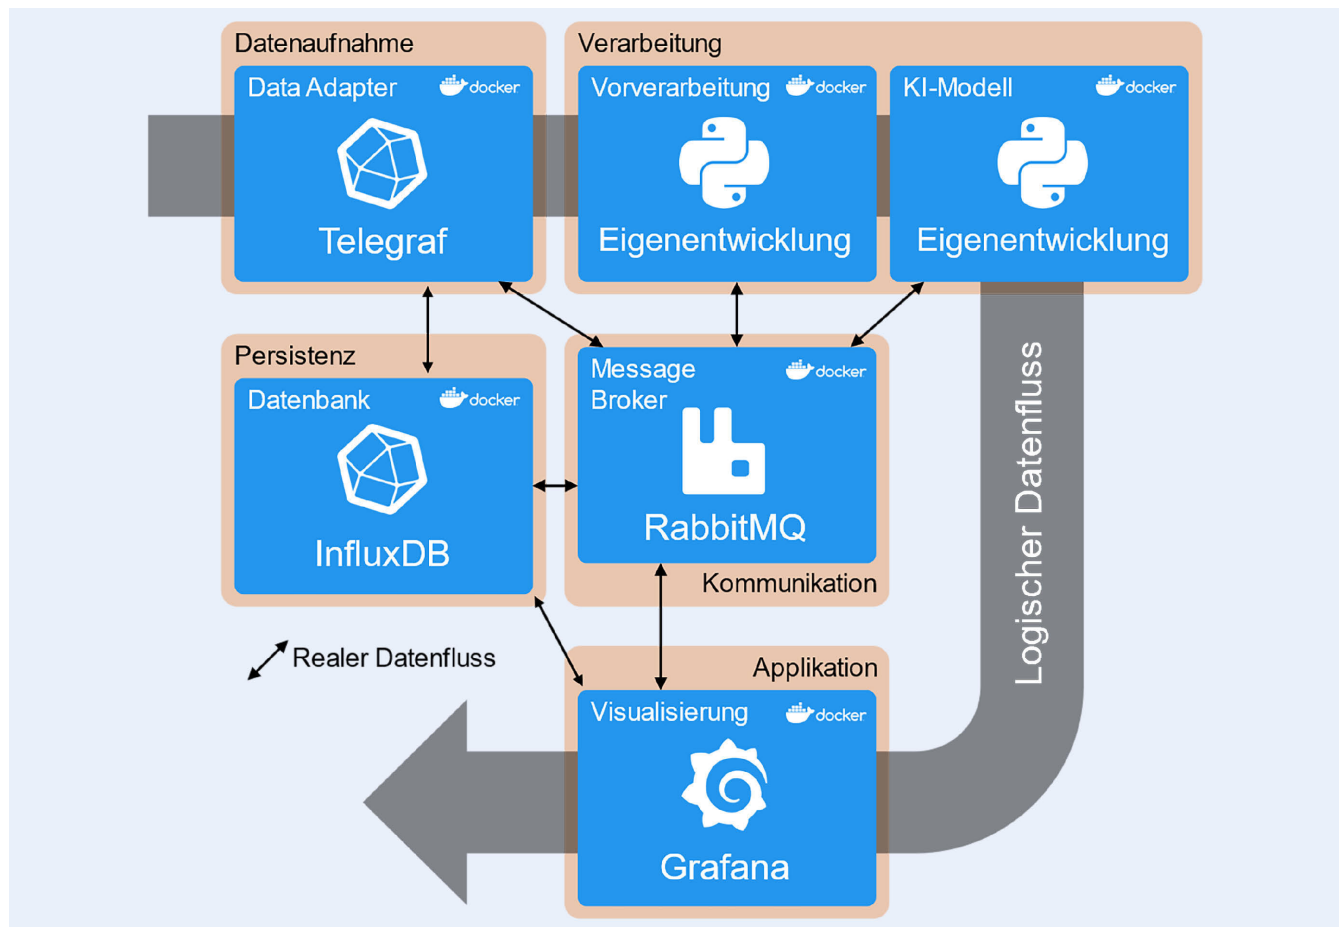 Datenaufnahme
Data Adapter
docker
Telegraf
Verarbeitung
Vorverarbeitung
docker
Eigenentwicklung
KI-Modell
docker
Eigenentwicklung
Persistenz
Datenbank
docker
InfluxDB
Message
Broker
docker
RabbitMQ
Kommunikation
Logischer Datenfluss
Realer Datenfluss
Applikation
Visualisierung
docker
Grafana